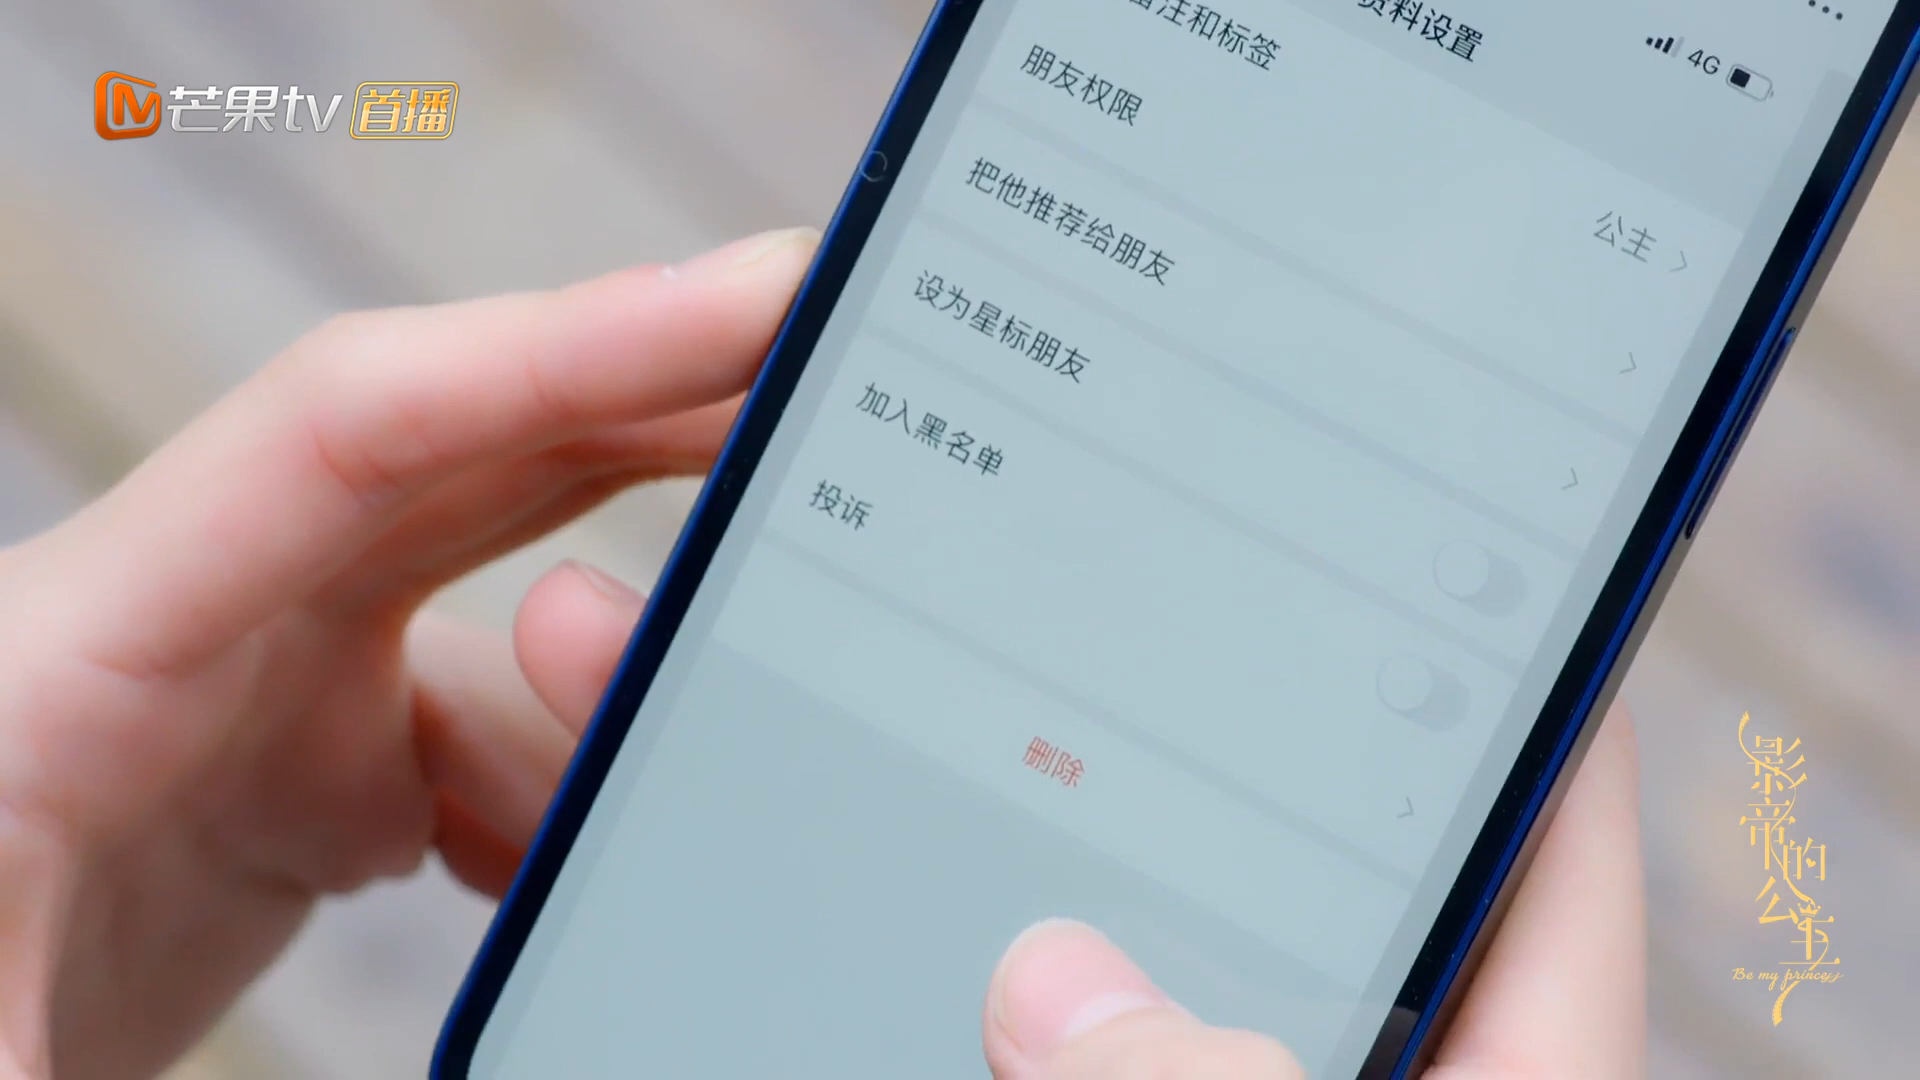 芒果tv 首播
资料设置
4G
备注和标签
公主
朋友权限
把他推荐给朋友
设为星标朋友
加入黑名单
投诉
删除
影帝的公主
Be my princess